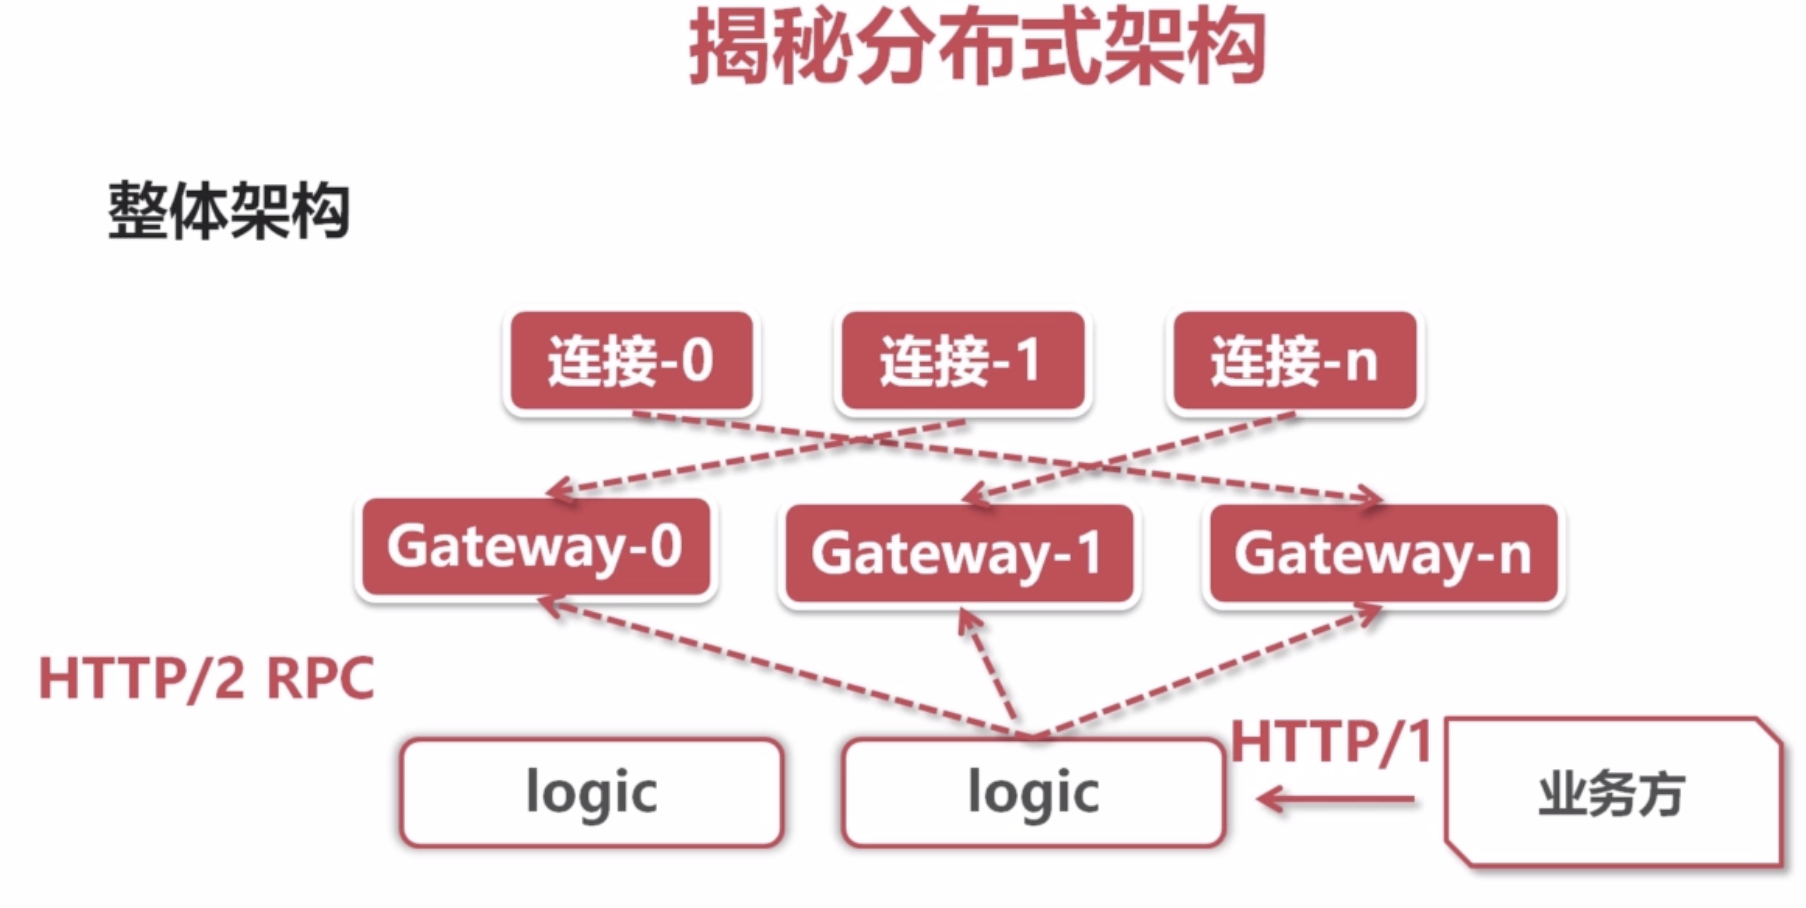 揭秘分布式架构
整体架构
连接-0
连接-1
连接-n
Gateway-0
Gateway-1
Gateway-n
HTTP/2 RPC
HTTP/1
logic
logic
业务方